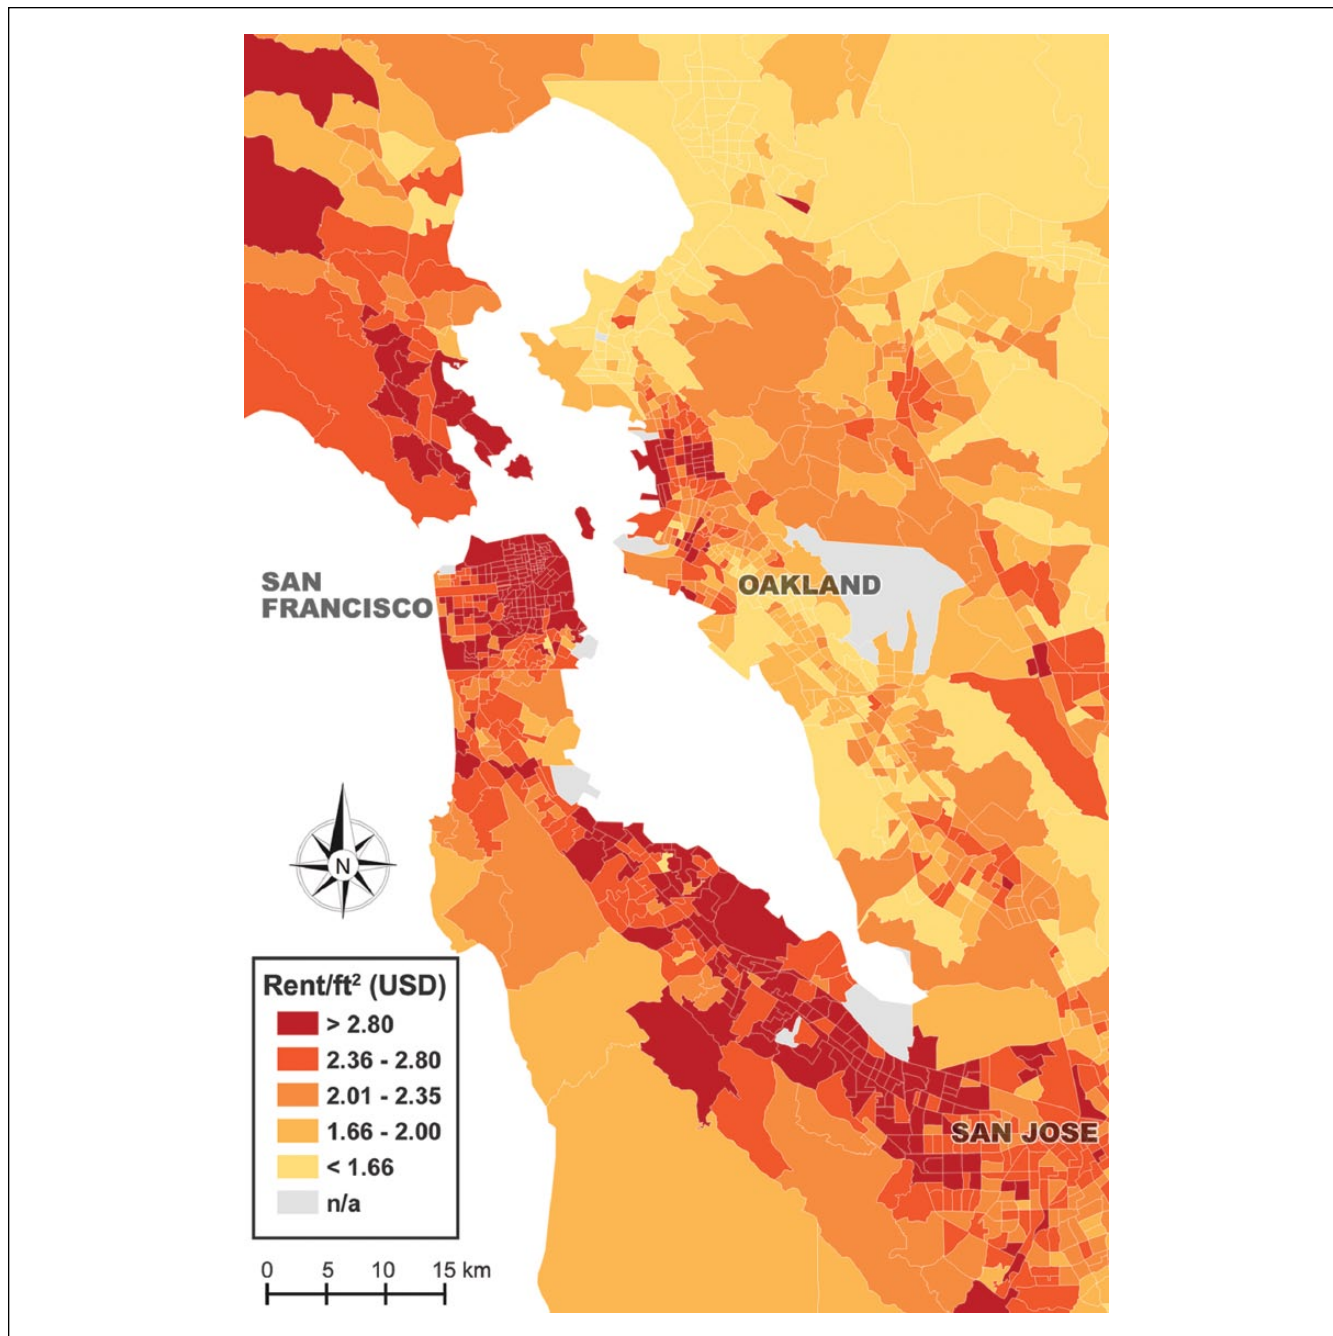 SAN
FRANCISCO
OAKLAND
N
Rent/ft² (USD)
> 2.80
2.36 - 2.80
2.01 - 2.35
1.66 - 2.00
< 1.66
n/a
SAN JOSE
0 5 10 15 km